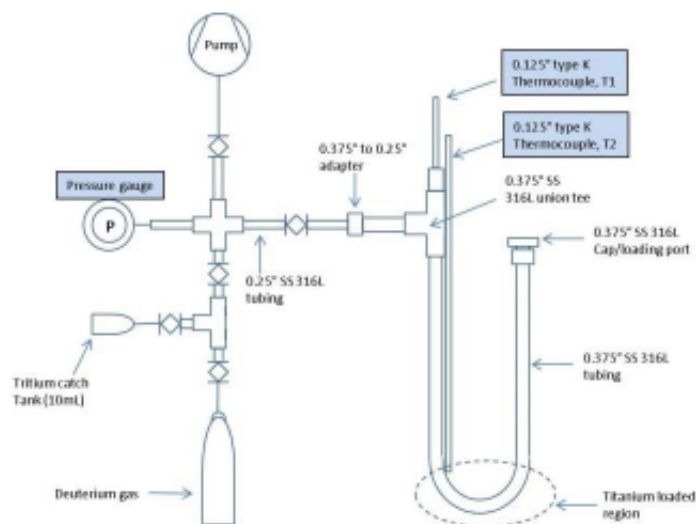 Pump
0.125" type K
Thermocouple, T1
0.125" type K
Thermocouple, T2
0.375" to 0.25"
adapter
Pressure gauge
0.375" SS
316L union tee
P
0.375" SS 316L
Cap/loading port
0.25" SS 316L
tubing
0.375" SS 316L
tubing
Tritium catch
Tank (10mL)
Deuterium gas
Titanium loaded
region